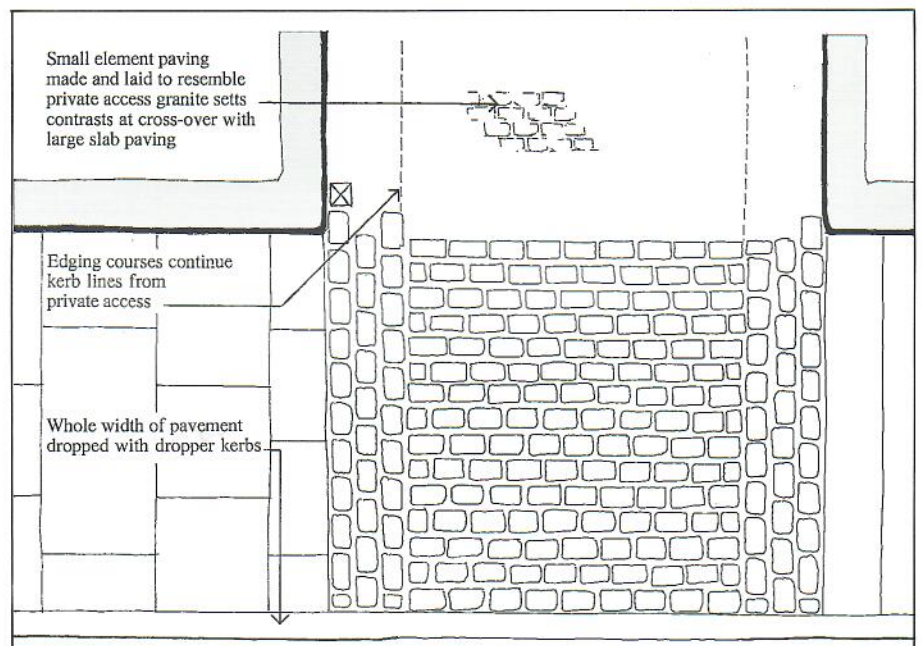 Small element paving
made and laid to resemble
private access granite setts
contrasts at cross-over with
large slab paving
Edging courses continue
kerb lines from
private access
Whole width of pavement
dropped with dropper kerbs